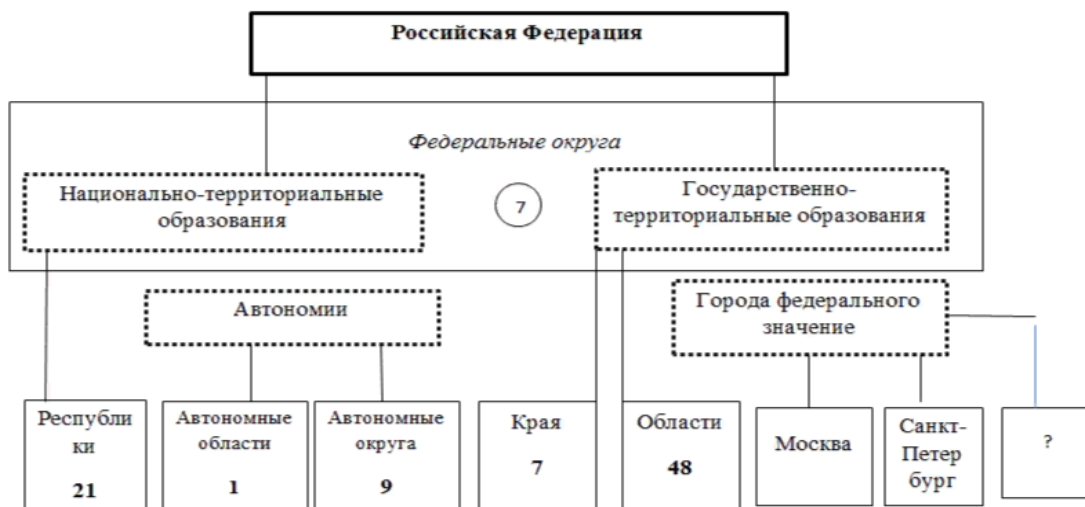 Российская Федерация
Федеральные округа
Национально-территориальные
образования
7
Государственно-
территориальные образования
Автономии
Города федерального
значение
Республи
ки
21
Автономные
области
1
Автономные
округа
9
Края
7
Области
48
Москва
Санкт-
Петер
бург
?